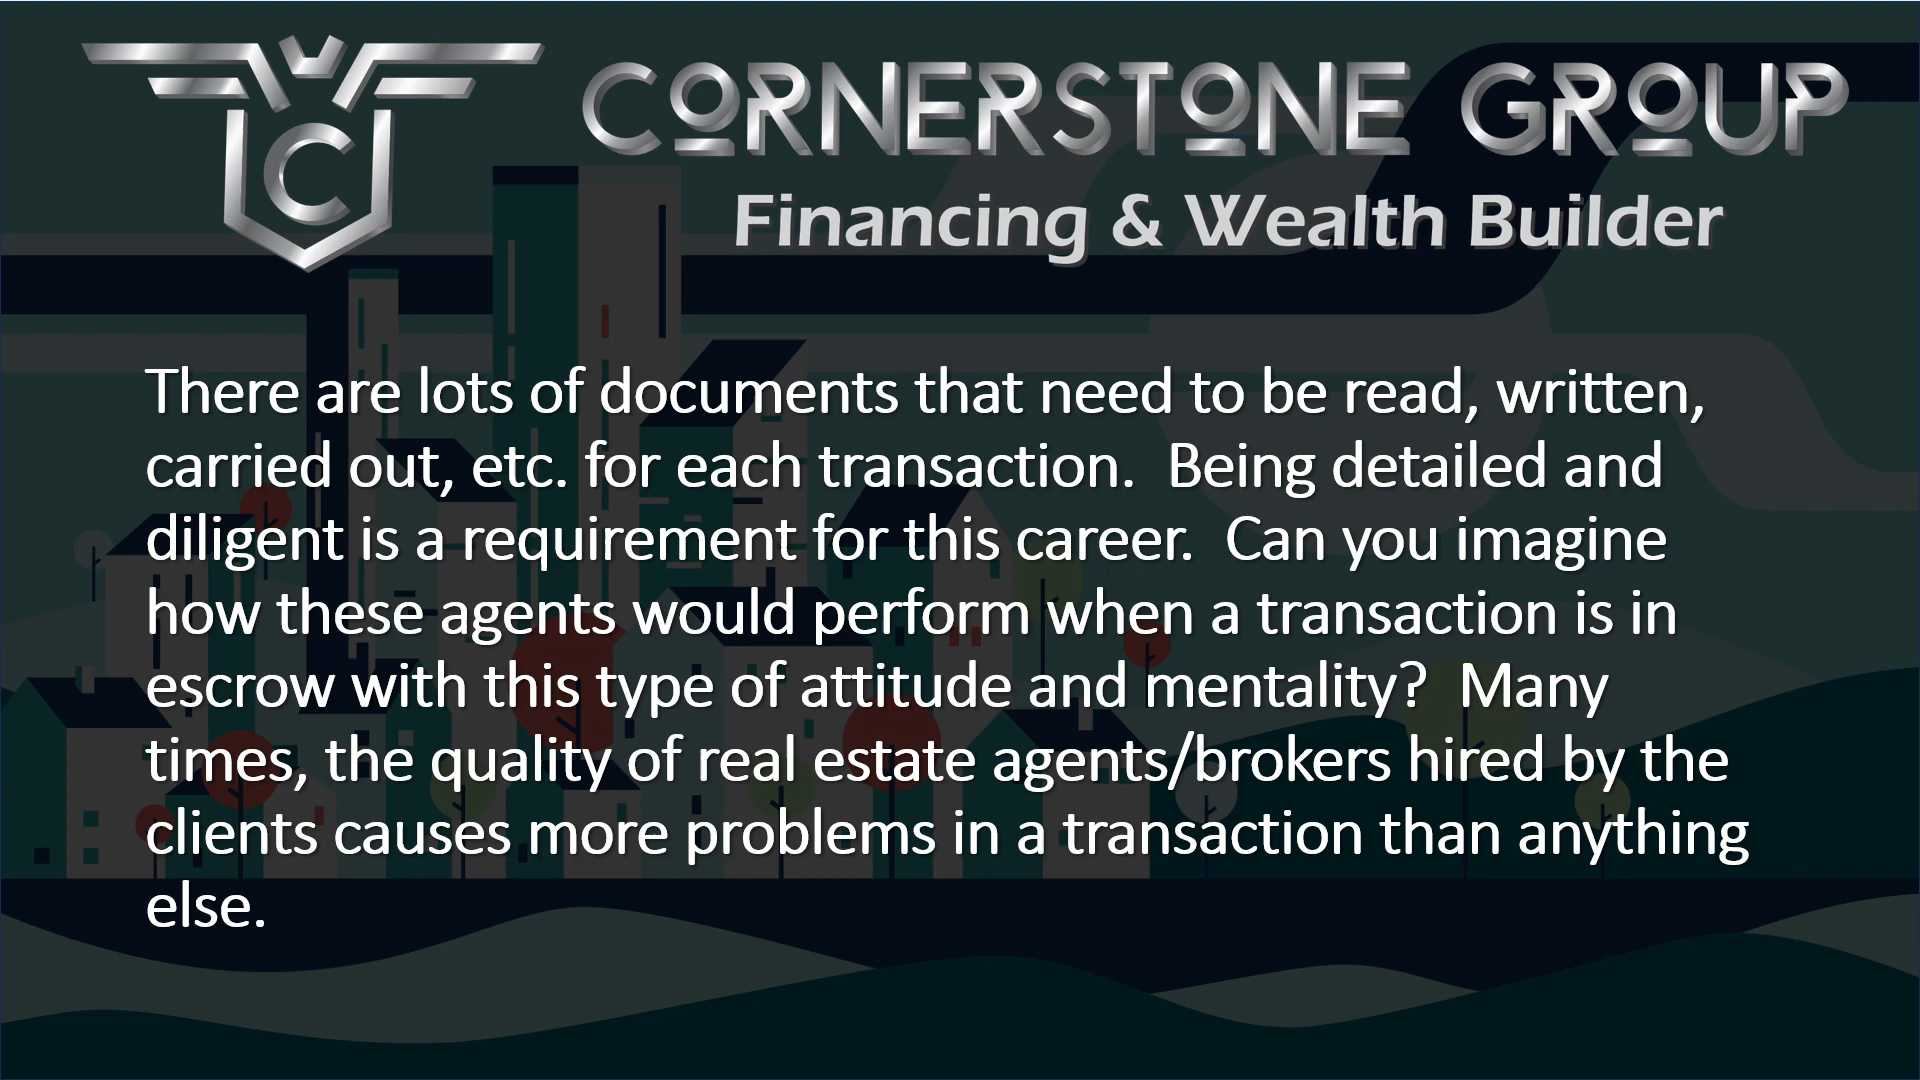 C
CORNERSTONE GROUP
Financing & Wealth Builder
There are lots of documents that need to be read, written,
carried out, etc. for each transaction.  Being detailed and
diligent is a requirement for this career.  Can you imagine
how these agents would perform when a transaction is in
escrow with this type of attitude and mentality?  Many
times, the quality of real estate agents/brokers hired by the
clients causes more problems in a transaction than anything
else.